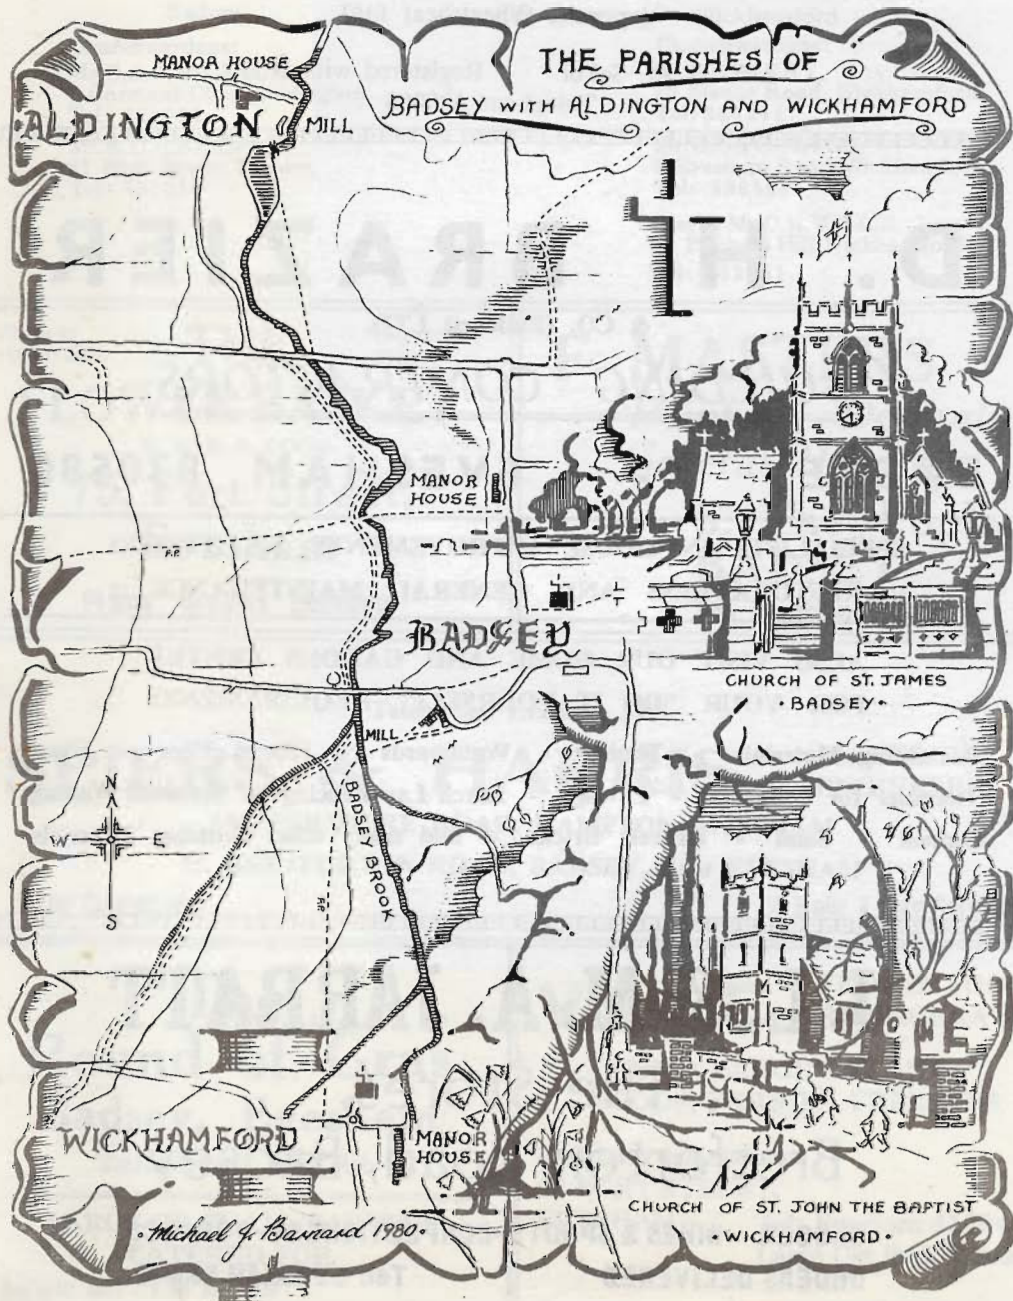 THE PARISHES OF
BADSEY WITH ALDINGTON AND WICKHAMFORD
MANOR HOUSE
ALDINGTON
MILL
MANOR
HOUSE
F.P.
BADSEY
CHURCH OF ST. JAMES
• BADSEY •
MILL
BADSEY BROOK
N
W E
S
F.P.
WICKHAMFORD
MANOR
HOUSE
CHURCH OF ST. JOHN THE BAPTIST
• WICKHAMFORD •
• Michael J. Barnard 1980 •